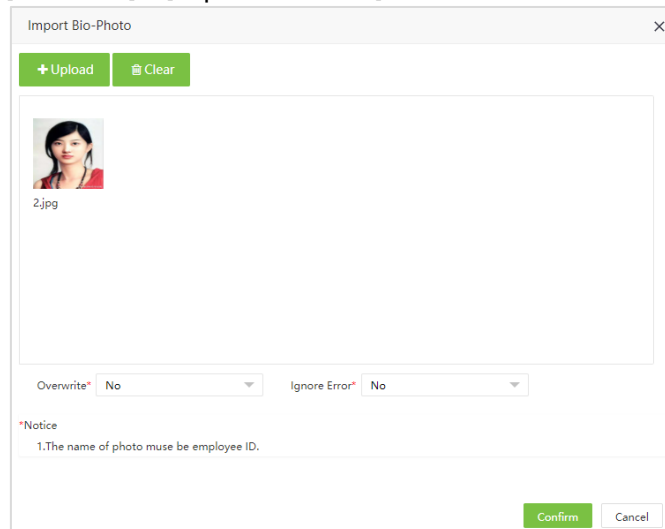 Import Bio-Photo
Upload Clear
2.jpg
Overwrite* No Ignore Error* No
*Notice
1.The name of photo muse be employee ID.
Confirm Cancel